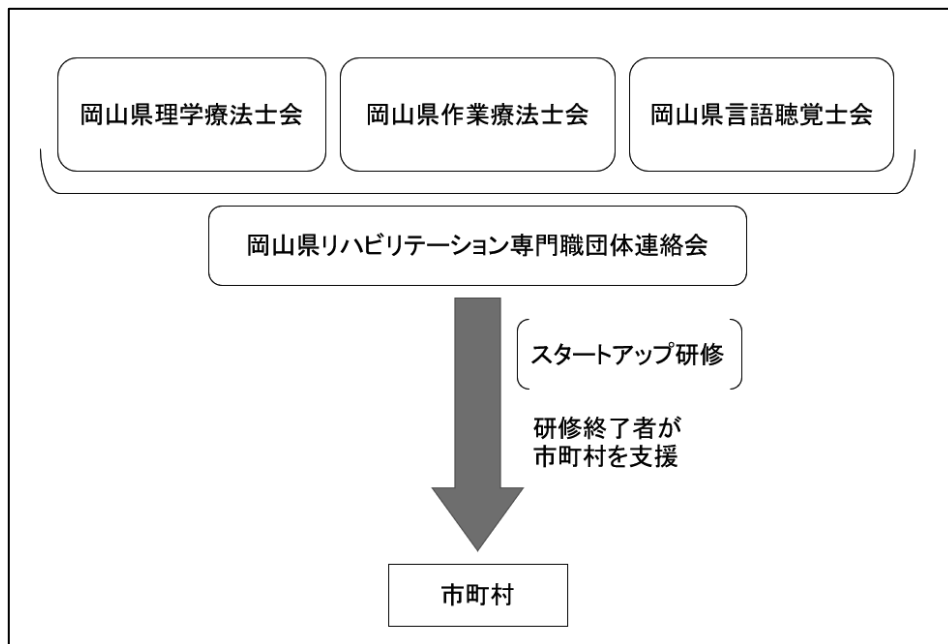 岡山県理学療法士会
岡山県作業療法士会
岡山県言語聴覚士会
岡山県リハビリテーション専門職団体連絡会
スタートアップ研修
研修終了者が
市町村を支援
市町村